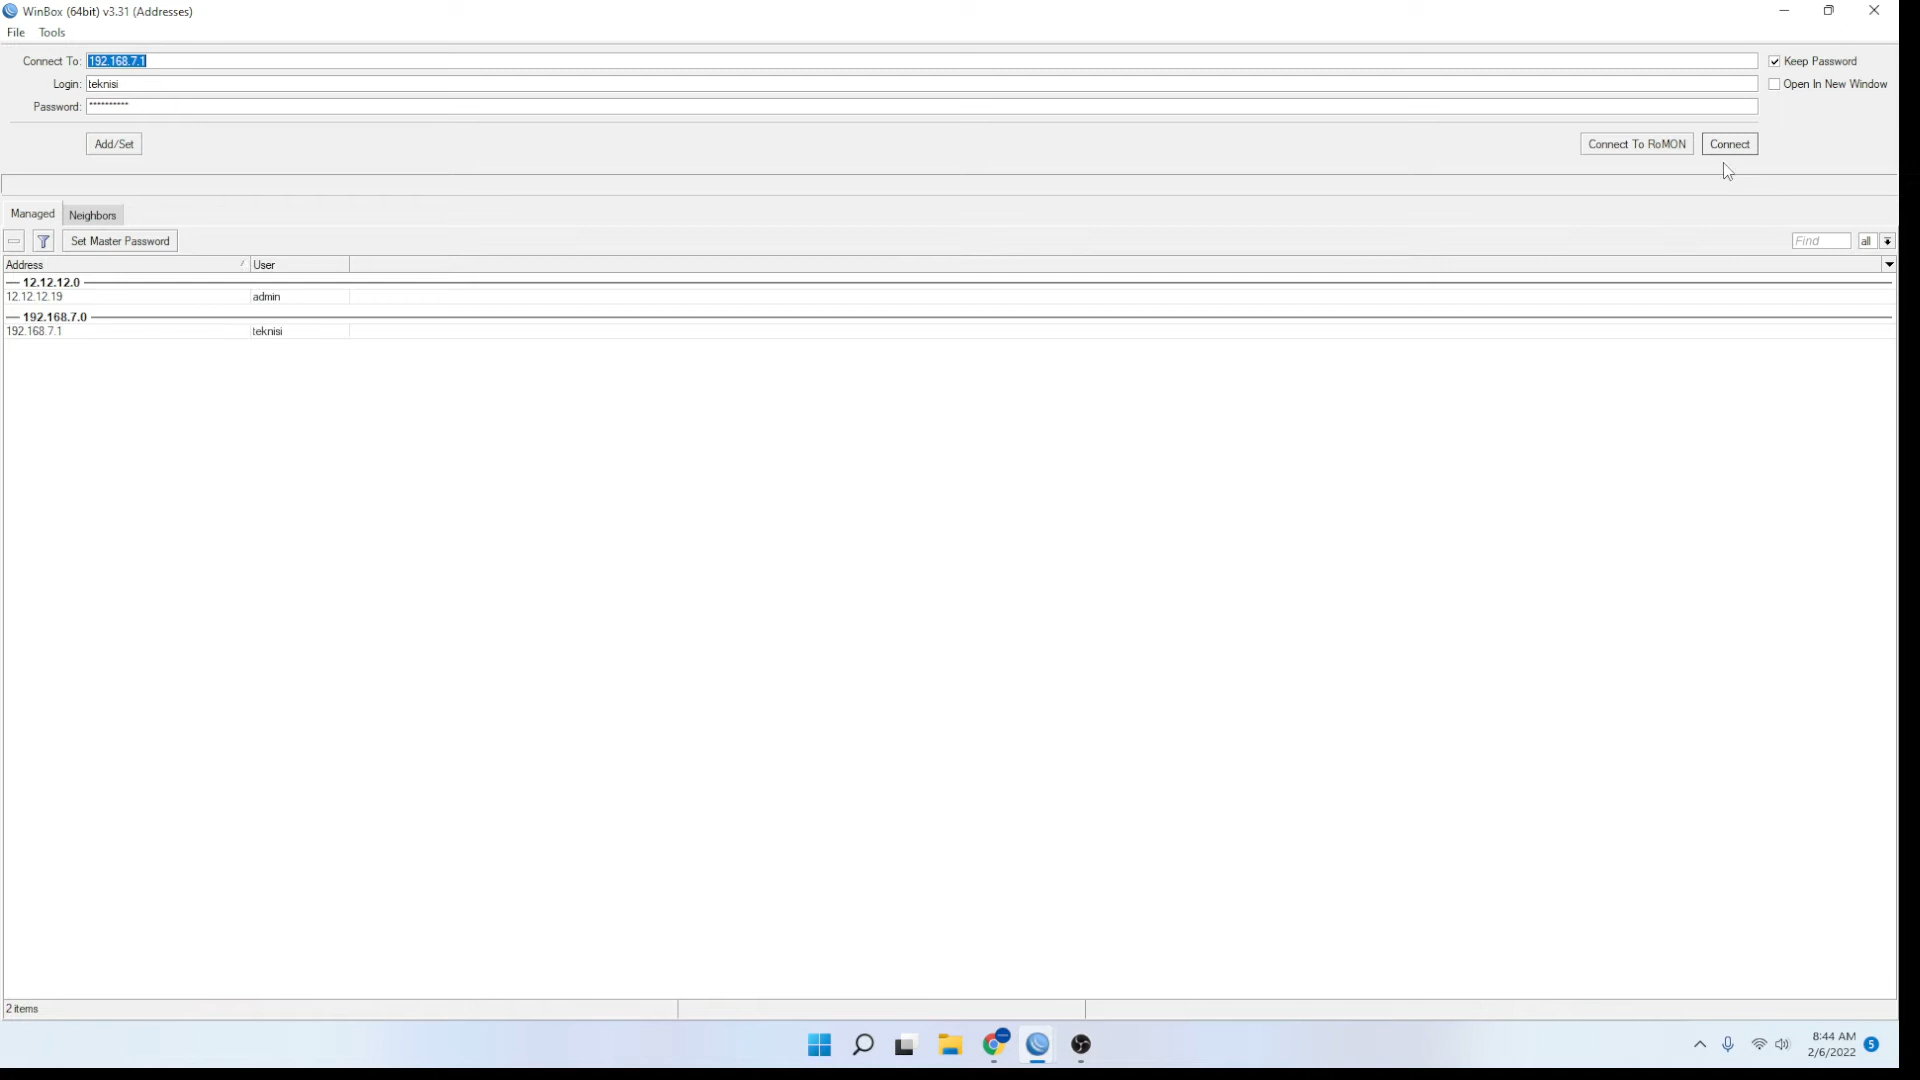 WinBox (64bit) v3.31 (Addresses)
File Tools
Connect To: 192.168.7.1 Keep Password
Login: teknisi Open In New Window
Password: **********
Add/Set Connect To RoMON Connect
Managed Neighbors
Set Master Password Find all
Address User
12.12.12.0
12.12.12.19 admin
192.168.7.0
192.168.7.1 teknisi
2 items
8:44 AM
2/6/2022 5